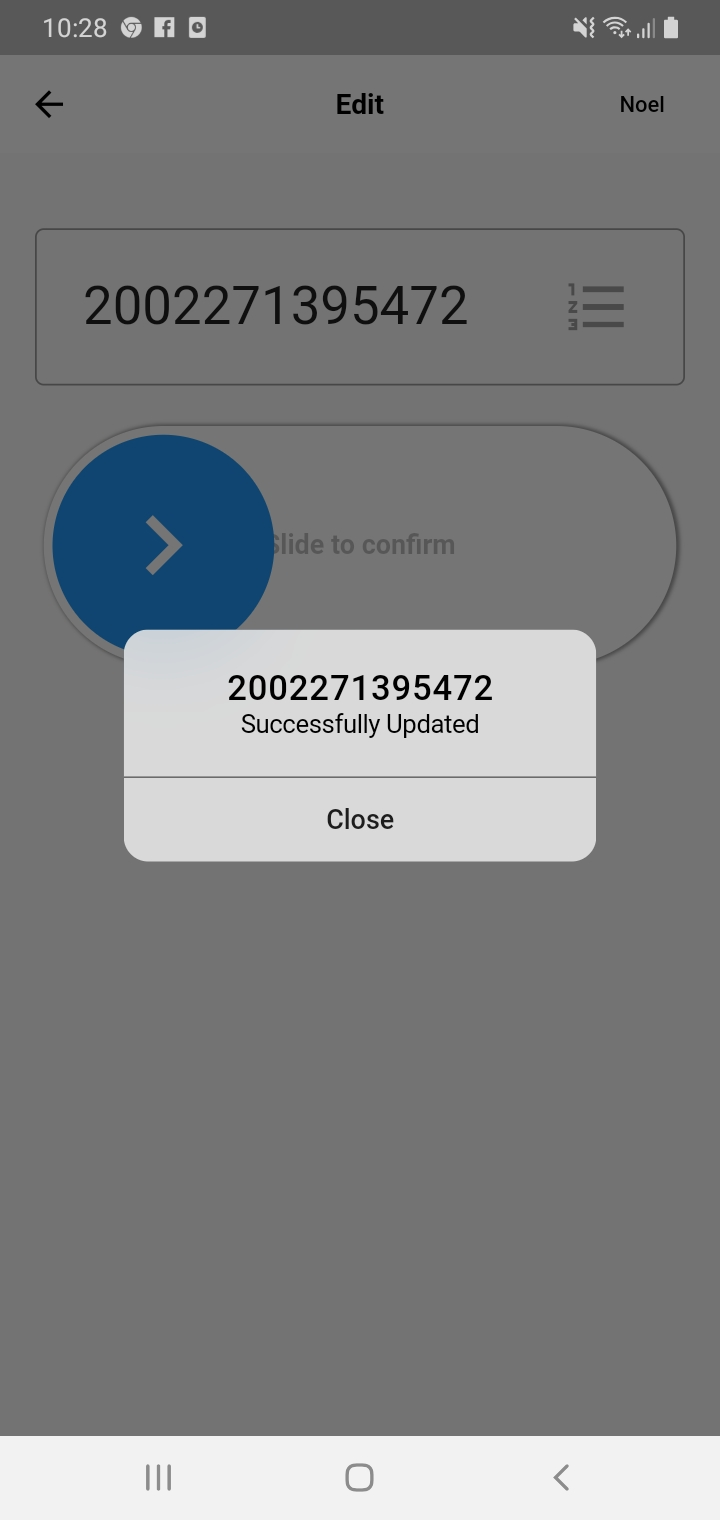 10:28
Edit
Noel
2002271395472
Slide to confirm
2002271395472
Successfully Updated
Close